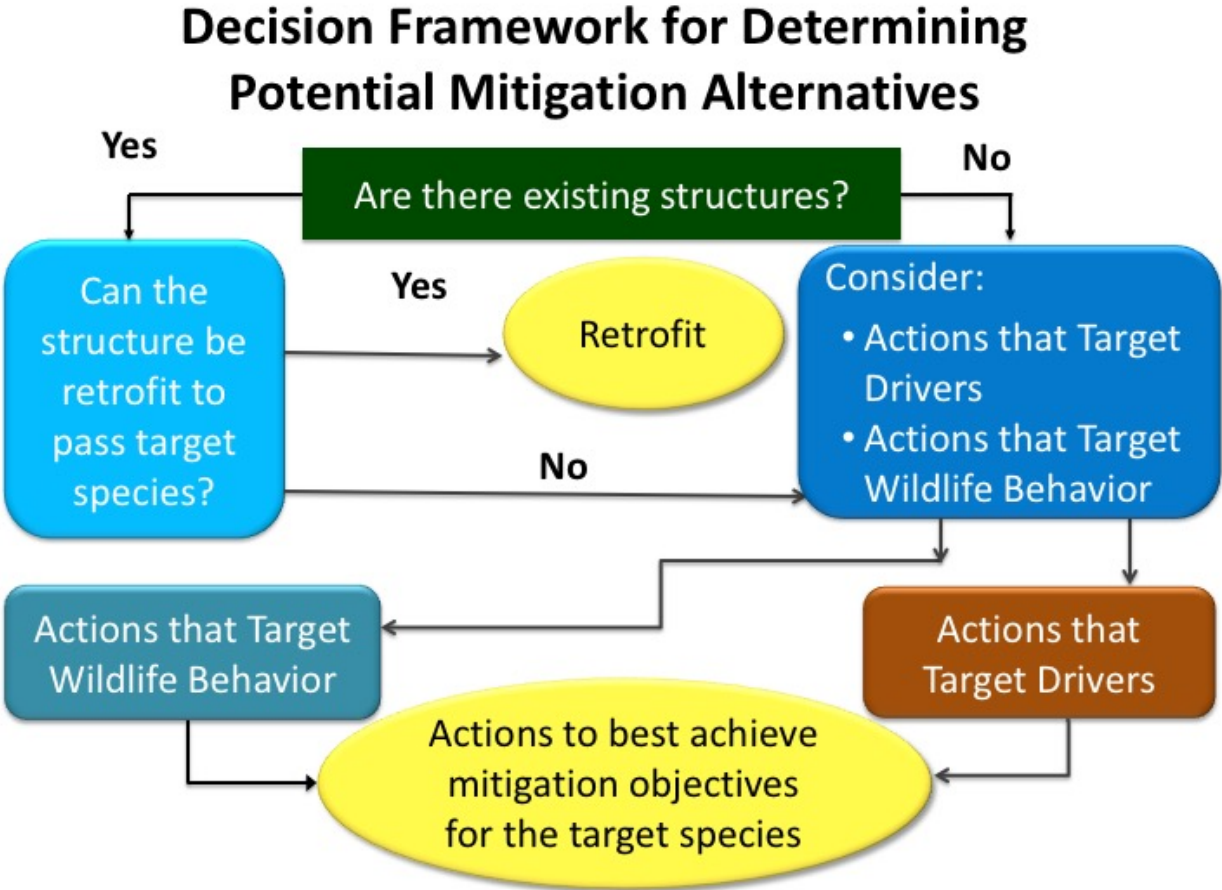 Decision Framework for Determining
Potential Mitigation Alternatives
Yes
No
Are there existing structures?
Can the
structure be
retrofit to
pass target
species?
Yes
Retrofit
No
Consider:
• Actions that Target
Drivers
• Actions that Target
Wildlife Behavior
Actions that Target
Wildlife Behavior
Actions that
Target Drivers
Actions to best achieve
mitigation objectives
for the target species